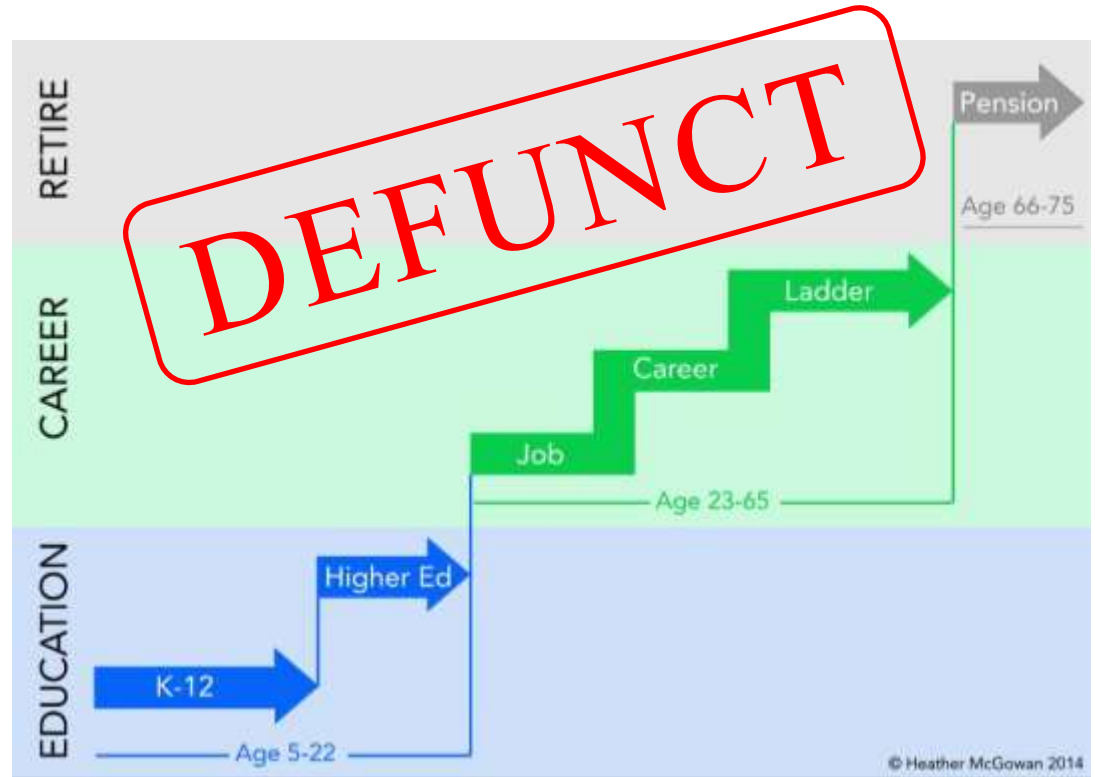 RETIRE
DEFUNCT
Pension
Age 66-75
CAREER
Ladder
Career
Job
Age 23-65
EDUCATION
Higher Ed
K-12
Age 5-22
© Heather McGowan 2014